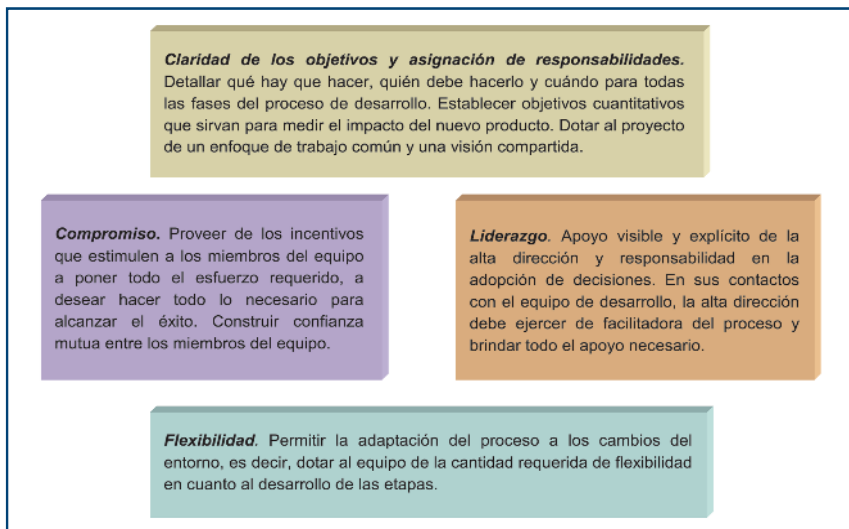 Claridad de los objetivos y asignación de responsabilidades.
Detallar qué hay que hacer, quién debe hacerlo y cuándo para todas
las fases del proceso de desarrollo. Establecer objetivos cuantitativos
que sirvan para medir el impacto del nuevo producto. Dotar al proyecto
de un enfoque de trabajo común y una visión compartida.
Compromiso. Proveer de los incentivos
que estimulen a los miembros del equipo
a poner todo el esfuerzo requerido, a
desear hacer todo lo necesario para
alcanzar el éxito. Construir confianza
mutua entre los miembros del equipo.
Liderazgo. Apoyo visible y explícito de la
alta dirección y responsabilidad en la
adopción de decisiones. En sus contactos
con el equipo de desarrollo, la alta dirección
debe ejercer de facilitadora del proceso y
brindar todo el apoyo necesario.
Flexibilidad. Permitir la adaptación del proceso a los cambios del
entorno, es decir, dotar al equipo de la cantidad requerida de flexibilidad
en cuanto al desarrollo de las etapas.